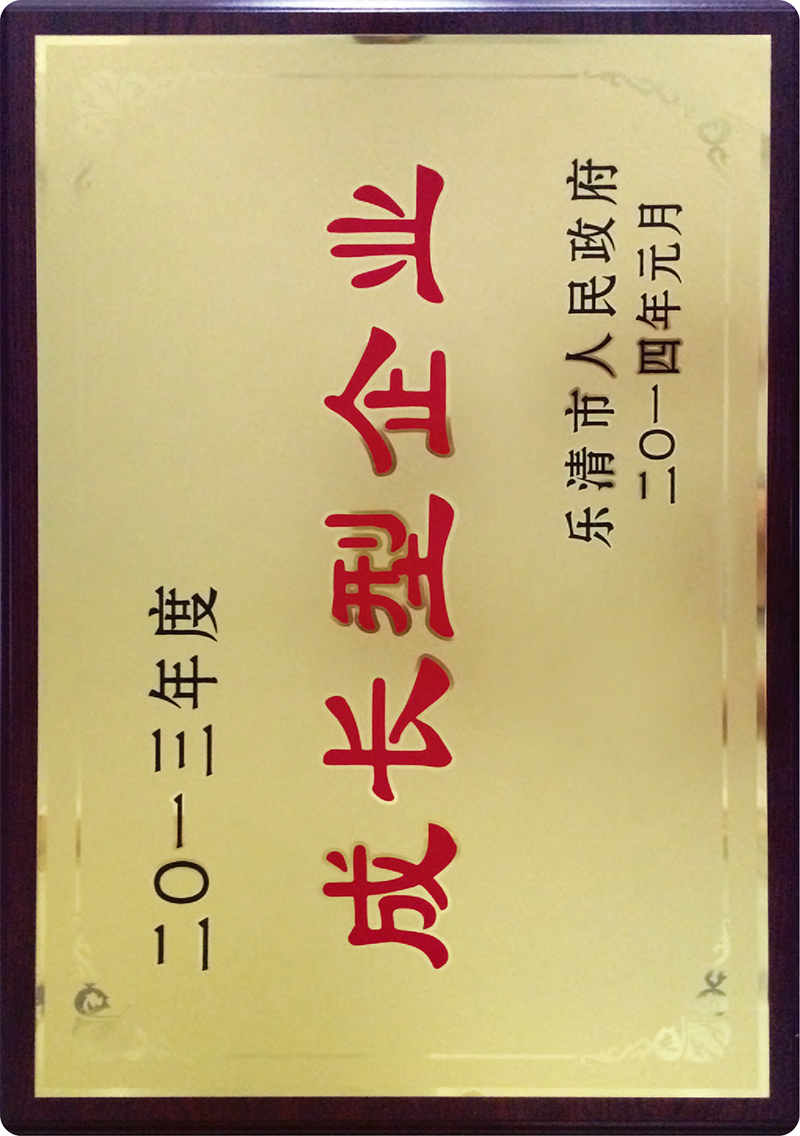 二〇一三年度
成长型企业
乐清市人民政府
二〇一四年元月